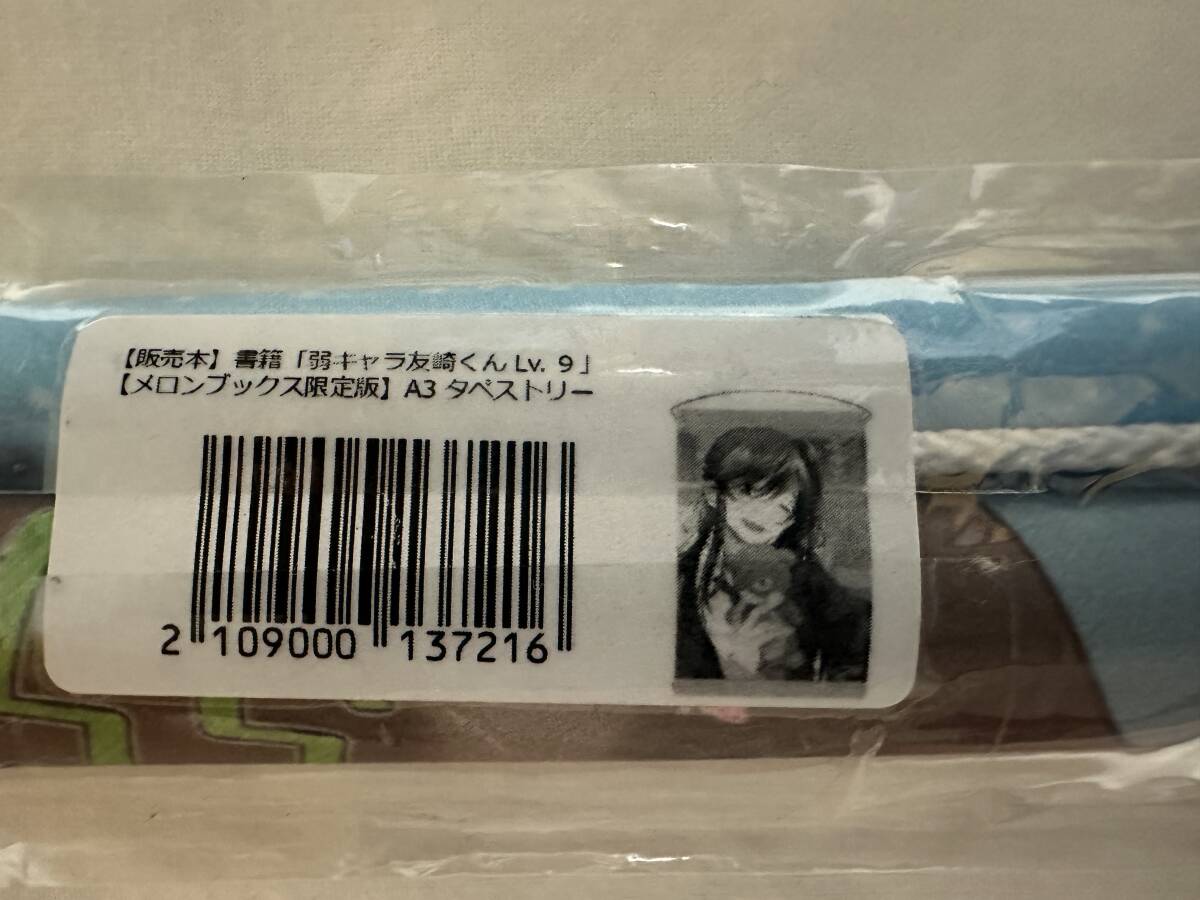 【販売本】書籍「弱キャラ友崎くん Lv. 9」
【メロンブックス限定版】A3 タペストリー
2 109000 137216